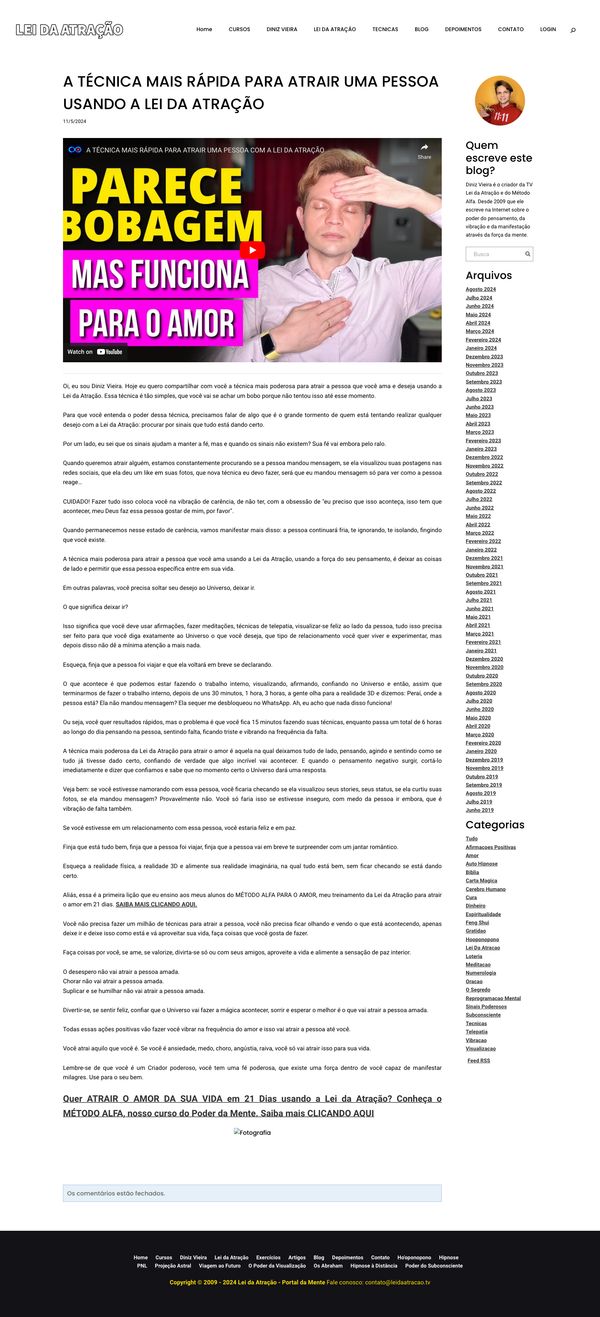 LEI DA ATRAÇÃO
Home CURSOS DINIZ VIEIRA LEI DA ATRAÇÃO TECNICAS BLOG DEPOIMENTOS CONTATO LOGIN
A TÉCNICA MAIS RÁPIDA PARA ATRAIR UMA PESSOA
USANDO A LEI DA ATRAÇÃO
11/5/2024
A TÉCNICA MAIS RÁPIDA PARA ATRAIR UMA PESSOA COM A LEI DA ATRAÇÃO
Share
PARECE
BOBAGEM
MAS FUNCIONA
PARA O AMOR
Watch on YouTube
Oi, eu sou Diniz Vieira. Hoje eu quero compartilhar com você a técnica mais poderosa para atrair a pessoa que você ama e deseja usando a
Lei da Atração. Essa técnica é tão simples, que você vai se achar um bobo porque não tentou isso até esse momento.
Para que você entenda o poder dessa técnica, precisamos falar de algo que é o grande tormento de quem está tentando realizar qualquer
desejo com a Lei da Atração: procurar por sinais que tudo está dando certo.
Por um lado, eu sei que os sinais ajudam a manter a fé, mas e quando os sinais não existem? Sua fé vai embora pelo ralo.
Quando queremos atrair alguém, estamos constantemente procurando se a pessoa mandou mensagem, se ela visualizou suas postagens nas
redes sociais, que ela deu um like em suas fotos, que nova técnica eu devo fazer, será que eu mandar mensagem só para ver como a pessoa
reage...
CUIDADO! Fazer tudo isso coloca você na vibração de carência, de não ter, com a obsessão de "eu preciso que isso aconteça, isso tem que
acontecer, meu Deus faz essa pessoa gostar de mim, por favor".
Quando permanecemos nesse estado de carência, vamos manifestar mais disso: a pessoa continuará fria, te ignorando, te isolando, fingindo
que você existe.
A técnica mais poderosa para atrair a pessoa que você ama usando a Lei da Atração, usando a força do seu pensamento, é deixar as coisas
de lado e permitir que essa pessoa específica entre em sua vida.
Em outras palavras, você precisa soltar seu desejo ao Universo, deixar ir.
O que significa deixar ir?
Isso significa que você deve usar afirmações, fazer meditações, técnicas de telepatia, visualizar-se feliz ao lado da pessoa, tudo isso precisa
ser feito para que você diga exatamente ao Universo o que você deseja, que tipo de relacionamento você quer viver e experimentar, mas
depois disso não dê a mínima atenção a mais nada.
Esqueça, finja que a pessoa foi viajar e que ela voltará em breve se declarando.
O que acontece é que podemos estar fazendo o trabalho interno, visualizando, afirmando, confiando no Universo e então, assim que
terminarmos de fazer o trabalho interno, depois de uns 30 minutos, 1 hora, 3 horas, a gente olha para a realidade 3D e dizemos: Peraí, onde a
pessoa está? Ela não mandou mensagem? Ela sequer me desbloqueou no WhatsApp. Ah, eu acho que nada disso funciona!
Ou seja, você quer resultados rápidos, mas o problema é que você fica 15 minutos fazendo suas técnicas, enquanto passa um total de 6 horas
ao longo do dia pensando na pessoa, sentindo falta, ficando triste e vibrando na frequência da falta.
A técnica mais poderosa da Lei da Atração para atrair o amor é aquela na qual deixamos tudo de lado, pensando, agindo e sentindo como se
tudo já tivesse dado certo, confiando de verdade que algo incrível vai acontecer. E quando o pensamento negativo surgir, cortá-lo
imediatamente e dizer que confiamos e sabe que no momento certo o Universo dará uma resposta.
Veja bem: se você estivesse namorando com essa pessoa, você ficaria checando se ela visualizou seus stories, seus status, se ela curtiu suas
fotos, se ela mandou mensagem? Provavelmente não. Você só faria isso se estivesse inseguro, com medo da pessoa ir embora, que é
vibração de falta também.
Se você estivesse em um relacionamento com essa pessoa, você estaria feliz e em paz.
Finja que está tudo bem, finja que a pessoa foi viajar, finja que a pessoa vai em breve te surpreender com um jantar romântico.
Esqueça a realidade física, a realidade 3D e alimente sua realidade imaginária, na qual tudo está bem, sem ficar checando se está dando
certo.
Aliás, essa é a primeira lição que eu ensino aos meus alunos do MÉTODO ALFA PARA O AMOR, meu treinamento da Lei da Atração para atrair
o amor em 21 dias. SAIBA MAIS CLICANDO AQUI.
Você não precisa fazer um milhão de técnicas para atrair a pessoa, você não precisa ficar olhando e vendo o que está acontecendo, apenas
deixe ir e deixe isso como está e vá aproveitar sua vida, faça coisas que você gosta de fazer.
Faça coisas por você, se ame, se valorize, divirta-se só ou com seus amigos, aproveite a vida e alimente a sensação de paz interior.
O desespero não vai atrair a pessoa amada.
Chorar não vai atrair a pessoa amada.
Suplicar e se humilhar não vai atrair a pessoa amada.
Divertir-se, se sentir feliz, confiar que o Universo vai fazer a mágica acontecer, sorrir e esperar o melhor é o que vai atrair a pessoa amada.
Todas essas ações positivas vão fazer você vibrar na frequência do amor e isso vai atrair a pessoa até você.
Você atrai aquilo que você é. Se você é ansiedade, medo, choro, angústia, raiva, você só vai atrair isso para sua vida.
Lembre-se de que você é um Criador poderoso, você tem uma fé poderosa, que existe uma força dentro de você capaz de manifestar
milagres. Use para o seu bem.
Quer ATRAIR O AMOR DA SUA VIDA em 21 Dias usando a Lei da Atração? Conheça o
MÉTODO ALFA, nosso curso do Poder da Mente. Saiba mais CLICANDO AQUI
Fotografia
Os comentários estão fechados.
11:11
Quem
escreve este
blog?
Diniz Vieira é o criador da TV
Lei da Atração e do Método
Alfa. Desde 2009 que ele
escreve na Internet sobre o
poder do pensamento, da
vibração e da manifestação
através da força da mente.
Busca
Arquivos
Agosto 2024
Julho 2024
Junho 2024
Maio 2024
Abril 2024
Março 2024
Fevereiro 2024
Janeiro 2024
Dezembro 2023
Novembro 2023
Outubro 2023
Setembro 2023
Agosto 2023
Julho 2023
Junho 2023
Maio 2023
Abril 2023
Março 2023
Fevereiro 2023
Janeiro 2023
Dezembro 2022
Novembro 2022
Outubro 2022
Setembro 2022
Agosto 2022
Julho 2022
Junho 2022
Maio 2022
Abril 2022
Março 2022
Fevereiro 2022
Janeiro 2022
Dezembro 2021
Novembro 2021
Outubro 2021
Setembro 2021
Agosto 2021
Julho 2021
Junho 2021
Maio 2021
Abril 2021
Março 2021
Fevereiro 2021
Janeiro 2021
Dezembro 2020
Novembro 2020
Outubro 2020
Setembro 2020
Agosto 2020
Julho 2020
Junho 2020
Maio 2020
Abril 2020
Março 2020
Fevereiro 2020
Janeiro 2020
Dezembro 2019
Novembro 2019
Outubro 2019
Setembro 2019
Agosto 2019
Julho 2019
Junho 2019
Categorias
Tudo
Afirmacoes Positivas
Amor
Auto Hipnose
Bíblia
Carta Magica
Cerebro Humano
Cura
Dinheiro
Espiritualidade
Feng Shui
Gratidao
Hooponopono
Lei Da Atracao
Loteria
Meditacao
Numerologia
Oracao
O Segredo
Reprogramacao Mental
Sinais Poderosos
Subconsciente
Tecnicas
Telepatia
Vibracao
Visualizacao
Feed RSS
Home Cursos Diniz Vieira Lei da Atração Exercícios Artigos Blog Depoimentos Contato Ho'oponopono Hipnose
PNL Projeção Astral Viagem ao Futuro O Poder da Visualização Os Abraham Hipnose à Distância Poder do Subconsciente
Copyright © 2009 - 2024 Lei da Atração - Portal da Mente Fale conosco: contato@leidaatracao.tv